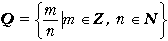 Q = { m/n | m ∈ Z, n ∈ N }